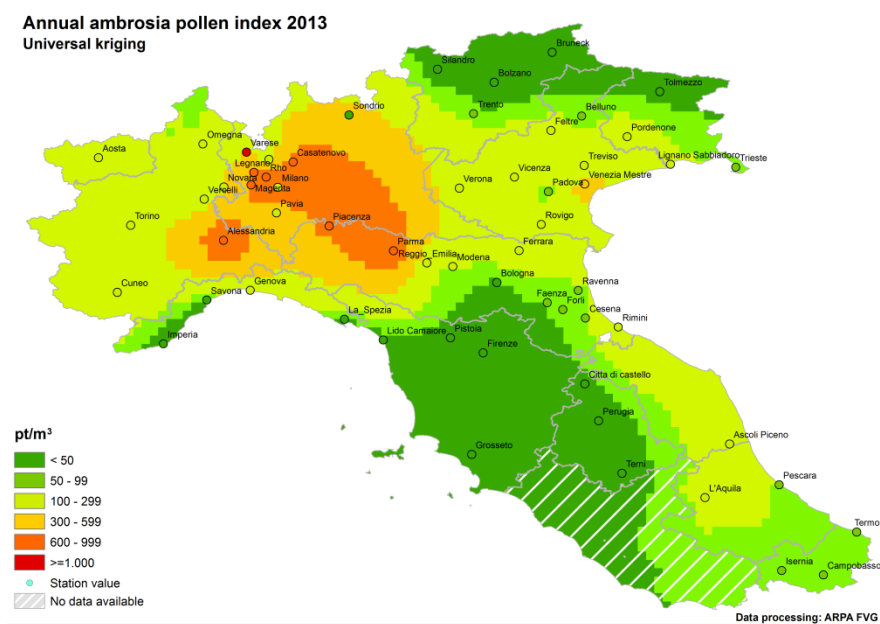 Annual ambrosia pollen index 2013
Universal kriging
Bruneck
Silandro
Bolzano
Tolmezzo
Sondrio
Trento
Belluno
Omegna
Varese
Feltre
Pordenone
Aosta
Legnano
Casatenovo
Rho
Treviso
Lignano Sabbiadoro
Trieste
Novara
Milano
Magenta
Verona
Vicenza
Venezia Mestre
Padova
Vercelli
Pavia
Torino
Piacenza
Rovigo
Alessandria
Parma
Reggio_Emilia
Modena
Ferrara
Cuneo
Genova
Savona
Bologna
Ravenna
Faenza
Forli
Cesena
La_Spezia
Rimini
Imperia
Lido Camaiore
Pistoia
Firenze
Citta di castello
Perugia
Ascoli Piceno
Grosseto
Terni
L'Aquila
Pescara
Termo
Isernia
Campobasso
pt/m³
< 50
50 - 99
100 - 299
300 - 599
600 - 999
>=1.000
Station value
No data available
Data processing: ARPA FVG